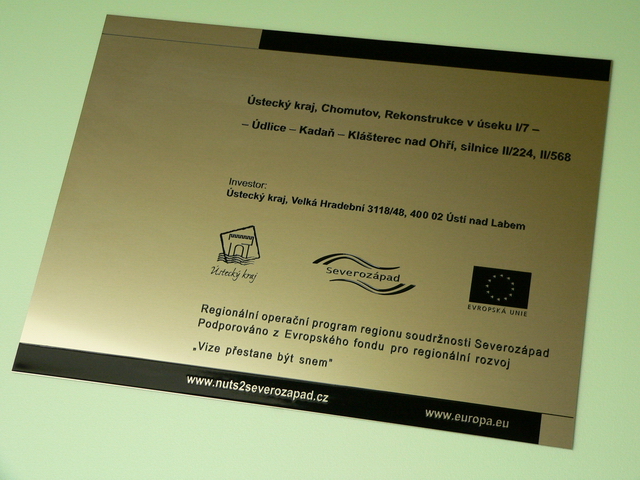 Ústecký kraj, Chomutov, Rekonstrukce v úseku I/7 –
– Údlice – Kadaň – Klášterec nad Ohří, silnice II/224, II/568
Investor:
Ústecký kraj, Velká Hradební 3118/48, 400 02 Ústí nad Labem
Ústecký kraj
Severozápad
EVROPSKÁ UNIE
Regionální operační program regionu soudržnosti Severozápad
Podporováno z Evropského fondu pro regionální rozvoj
„Vize přestane být snem"
www.nuts2severozapad.cz
www.europa.eu